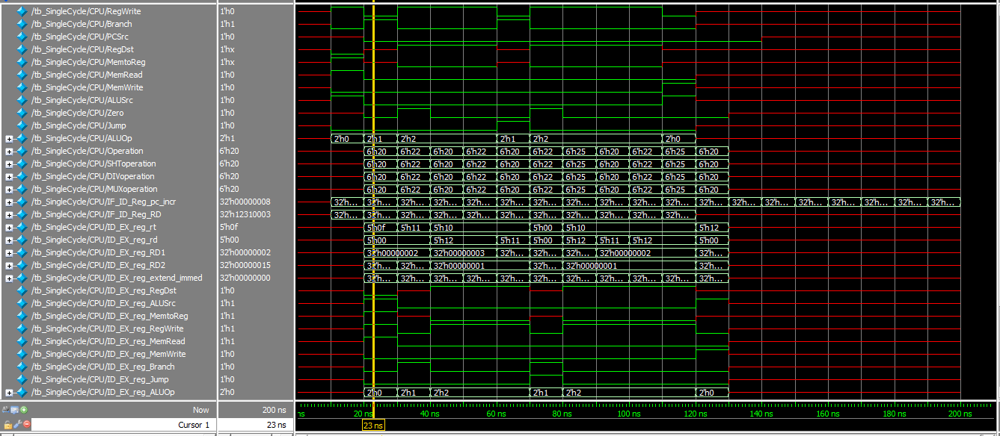 /tb_SingleCycle/CPU/RegWrite 1'h0
/tb_SingleCycle/CPU/Branch 1'h1
/tb_SingleCycle/CPU/PCSrc 1'h0
/tb_SingleCycle/CPU/RegDst 1'hx
/tb_SingleCycle/CPU/MemtoReg 1'hx
/tb_SingleCycle/CPU/MemRead 1'h0
/tb_SingleCycle/CPU/MemWrite 1'h0
/tb_SingleCycle/CPU/ALUSrc 1'h0
/tb_SingleCycle/CPU/Zero 1'h0
/tb_SingleCycle/CPU/Jump 1'h0
/tb_SingleCycle/CPU/ALUOp 2'h1 2'h0 2'h1 2'h2 2'h1 2'h2 2'h0
/tb_SingleCycle/CPU/Operation 6'h20 6'h20 6'h22 6'h20 6'h22 6'h20 6'h22 6'h25 6'h20 6'h22 6'h25 6'h20
/tb_SingleCycle/CPU/SHToperation 6'h20 6'h20 6'h22 6'h20 6'h22 6'h20 6'h22 6'h25 6'h20 6'h22 6'h25 6'h20
/tb_SingleCycle/CPU/DIVoperation 6'h20 6'h20 6'h22 6'h20 6'h22 6'h20 6'h22 6'h25 6'h20 6'h22 6'h25 6'h20
/tb_SingleCycle/CPU/MUXoperation 6'h20 6'h20 6'h22 6'h20 6'h22 6'h20 6'h22 6'h25 6'h20 6'h22 6'h25 6'h20
/tb_SingleCycle/CPU/IF_ID_Reg_pc_incr 32'h00000008 32'h... 32'h... 32'h... 32'h... 32'h... 32'h... 32'h... 32'h... 32'h... 32'h... 32'h... 32'h... 32'h... 32'h... 32'h... 32'h... 32'h... 32'h... 32'h...
/tb_SingleCycle/CPU/IF_ID_Reg_RD 32'h12310003 32'h... 32'h... 32'h... 32'h... 32'h... 32'h... 32'h... 32'h... 32'h... 32'h... 32'h...
/tb_SingleCycle/CPU/ID_EX_reg_rt 5'h0f 5'h0f 5'h11 5'h10 5'h00 5'h10 5'h12
/tb_SingleCycle/CPU/ID_EX_reg_rd 5'h00 5'h00 5'h12 5'h11 5'h00 5'h12 5'h11 5'h12 5'h00
/tb_SingleCycle/CPU/ID_EX_reg_RD1 32'h00000002 32'h00000002 32'h00000003 32'h... 32'h... 32'h... 32'h00000002 32'h...
/tb_SingleCycle/CPU/ID_EX_reg_RD2 32'h00000015 32'h... 32'h... 32'h00000001 32'h... 32'h00000001 32'h...
/tb_SingleCycle/CPU/ID_EX_reg_extend_immed 32'h00000000 32'h... 32'h... 32'h... 32'h... 32'h... 32'h... 32'h... 32'h... 32'h... 32'h... 32'h...
/tb_SingleCycle/CPU/ID_EX_reg_RegDst 1'h0
/tb_SingleCycle/CPU/ID_EX_reg_ALUSrc 1'h1
/tb_SingleCycle/CPU/ID_EX_reg_MemtoReg 1'h1
/tb_SingleCycle/CPU/ID_EX_reg_RegWrite 1'h1
/tb_SingleCycle/CPU/ID_EX_reg_MemRead 1'h1
/tb_SingleCycle/CPU/ID_EX_reg_MemWrite 1'h0
/tb_SingleCycle/CPU/ID_EX_reg_Branch 1'h0
/tb_SingleCycle/CPU/ID_EX_reg_Jump 1'h0
/tb_SingleCycle/CPU/ID_EX_reg_ALUOp 2'h0 2'h0 2'h1 2'h2 2'h1 2'h2 2'h0
Now 200 ns ns 20 ns 40 ns 60 ns 80 ns 100 ns 120 ns 140 ns 160 ns 180 ns 200 ns
Cursor 1 23 ns 23 ns